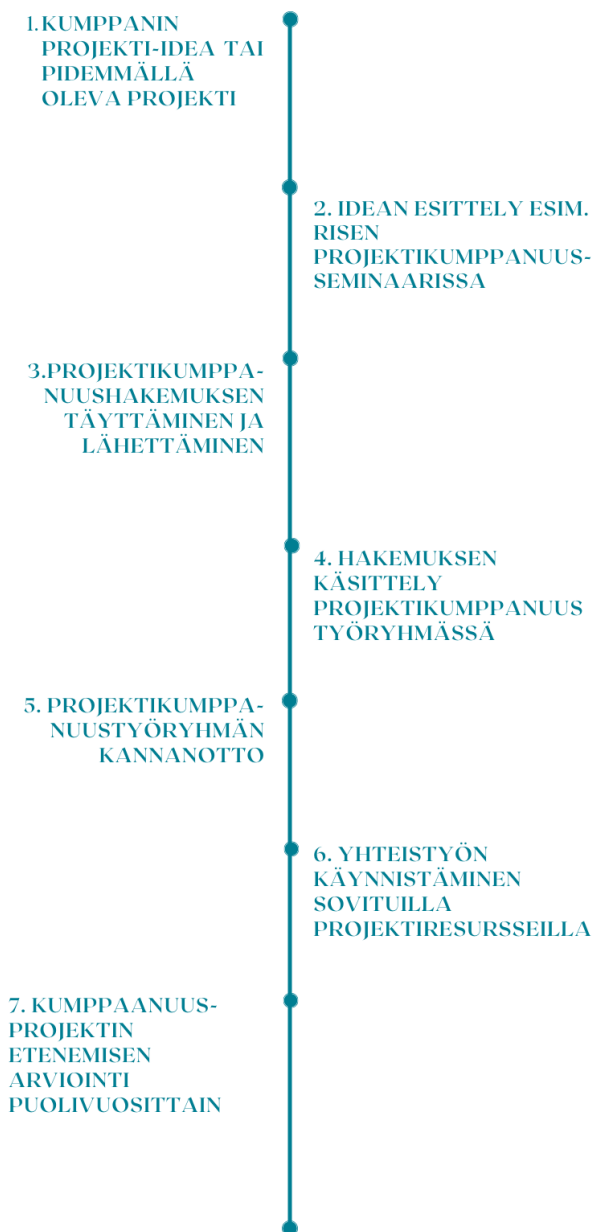 1. KUMPPANIN
PROJEKTI-IDEA TAI
PIDEMMÄLLÄ
OLEVA PROJEKTI
2. IDEAN ESITTELY ESIM.
RISEN
PROJEKTIKUMPPANUUS-
SEMINAARISSA
3.PROJEKTIKUMPPA-
NUUSHAKEMUKSEN
TÄYTTÄMINEN JA
LÄHETTÄMINEN
4. HAKEMUKSEN
KÄSITTELY
PROJEKTIKUMPPANUUS
TYÖRYHMÄSSÄ
5. PROJEKTIKUMPPA-
NUUSTYÖRYHMÄN
KANNANOTTO
6. YHTEISTYÖN
KÄYNNISTÄMINEN
SOVITUILLA
PROJEKTIRESURSSEILLA
7. KUMPPAANUUS-
PROJEKTIN
ETENEMISEN
ARVIOINTI
PUOLIVUOSITTAIN